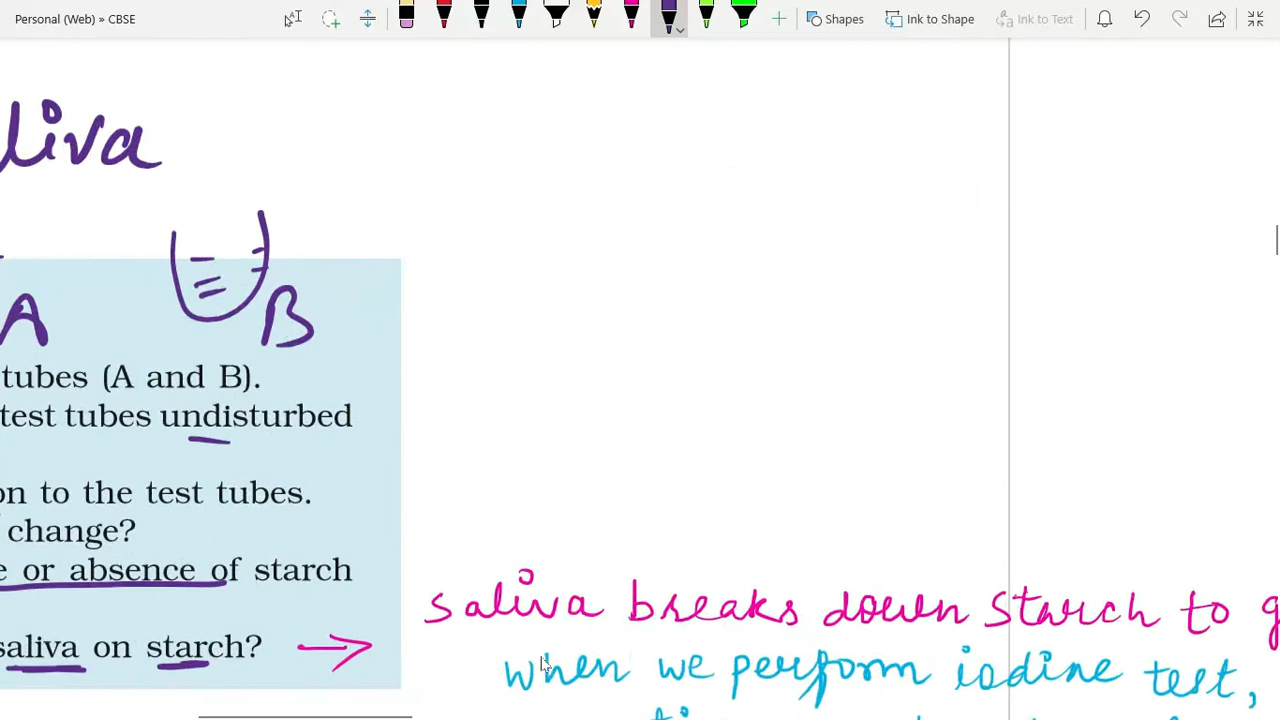 Personal (Web) » CBSE
Shapes
Ink to Shape
Ink to Text
liva
A
B
tubes (A and B).
test tubes undisturbed
on to the test tubes.
change?
or absence of starch
saliva on starch?
saliva breaks down starch to g
when we perform iodine test,